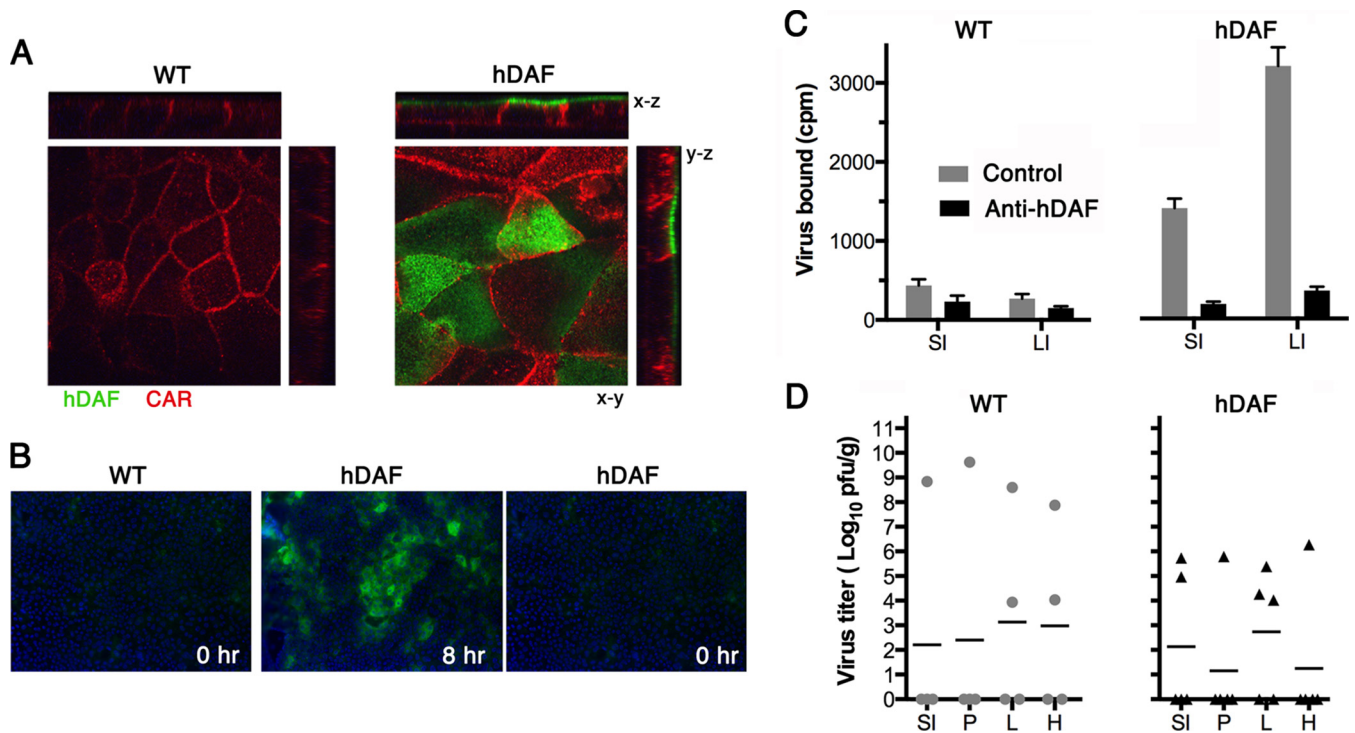 A
WT
hDAF
x-z
y-z
x-y
hDAF CAR
B
WT
hDAF
hDAF
0 hr
8 hr
0 hr
C
WT
hDAF
Virus bound (cpm)
3000
2000
1000
0
Control
Anti-hDAF
SI
LI
SI
LI
D
WT
hDAF
Virus titer ( Log10 pfu/g)
11
10
9
8
7
6
5
4
3
2
1
0
SI
P
L
H
SI
P
L
H